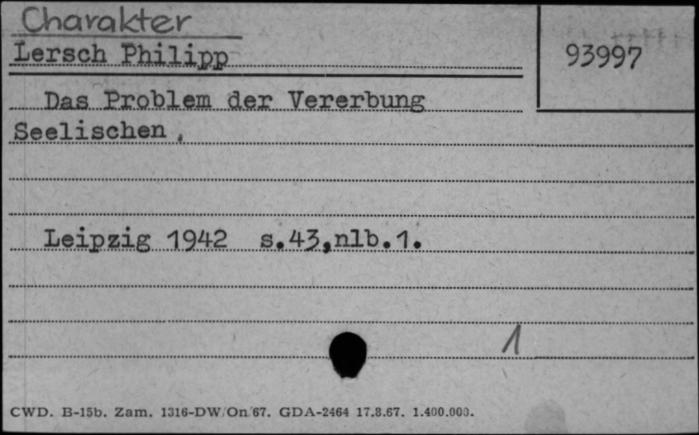 Charakter
Lersch Philipp
93997
Das Problem der Vererbung
Seelischen.
Leipzig 1942 s.43,nlb.1.
1
CWD. B-15b. Zam. 1316-DW/On/67. GDA-2464 17.8.67. 1.400.000.